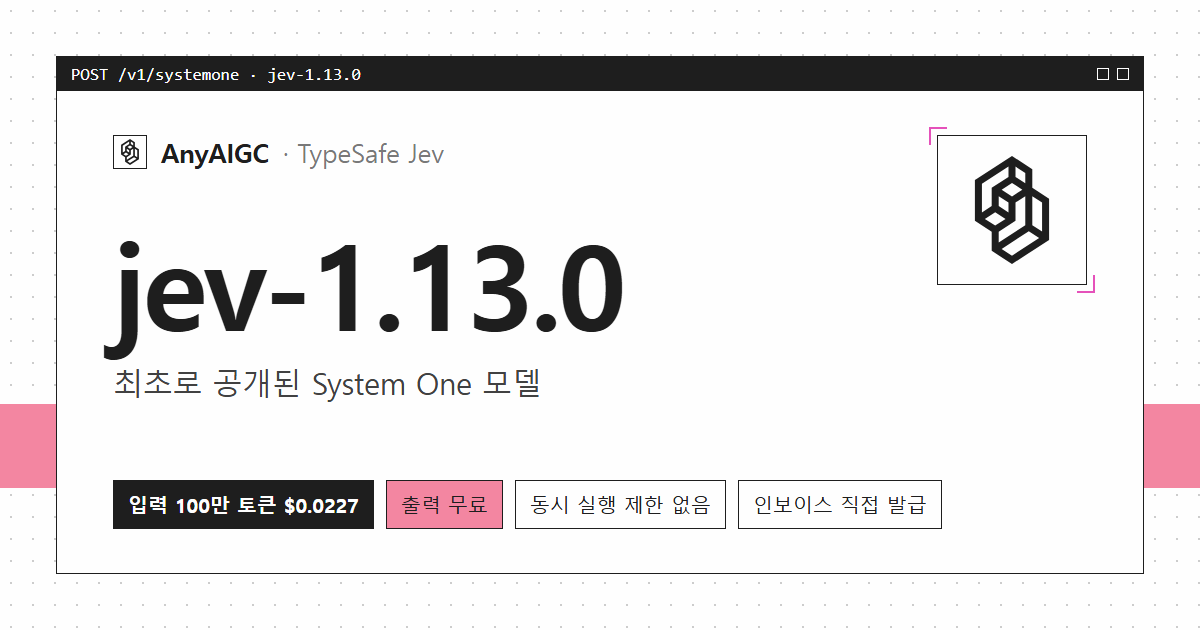 POST /v1/systemone · jev-1.13.0
AnyAIGC · TypeSafe Jev
jev-1.13.0
최초로 공개된 System One 모델
입력 100만 토큰 $0.0227
출력 무료
동시 실행 제한 없음
인보이스 직접 발급